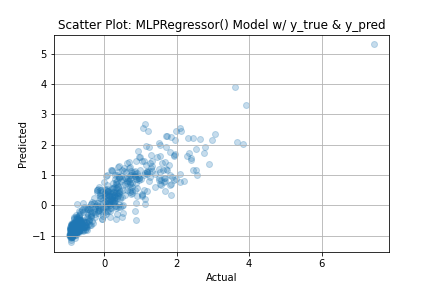 Scatter Plot: MLPRegressor() Model w/ y_true & y_pred
5
4
3
2
1
0
−1
0 2 4 6
Predicted
Actual